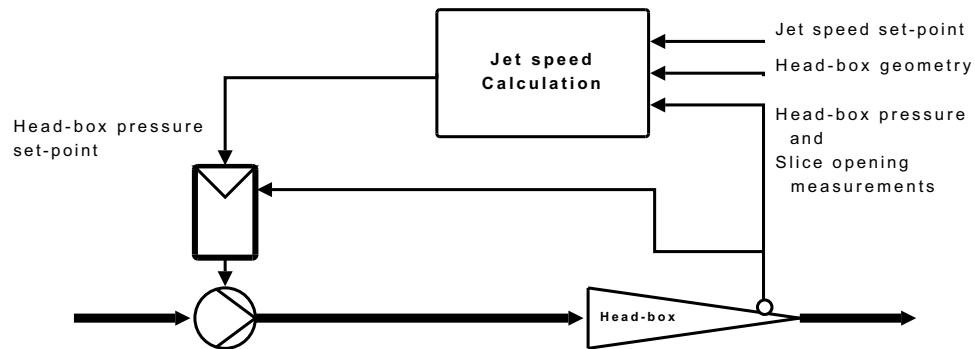 Jet speed set-point
Jet speed
Calculation
Head-box geometry
Head-box pressure
and
Slice opening
measurements
Head-box pressure
set-point
Head-box